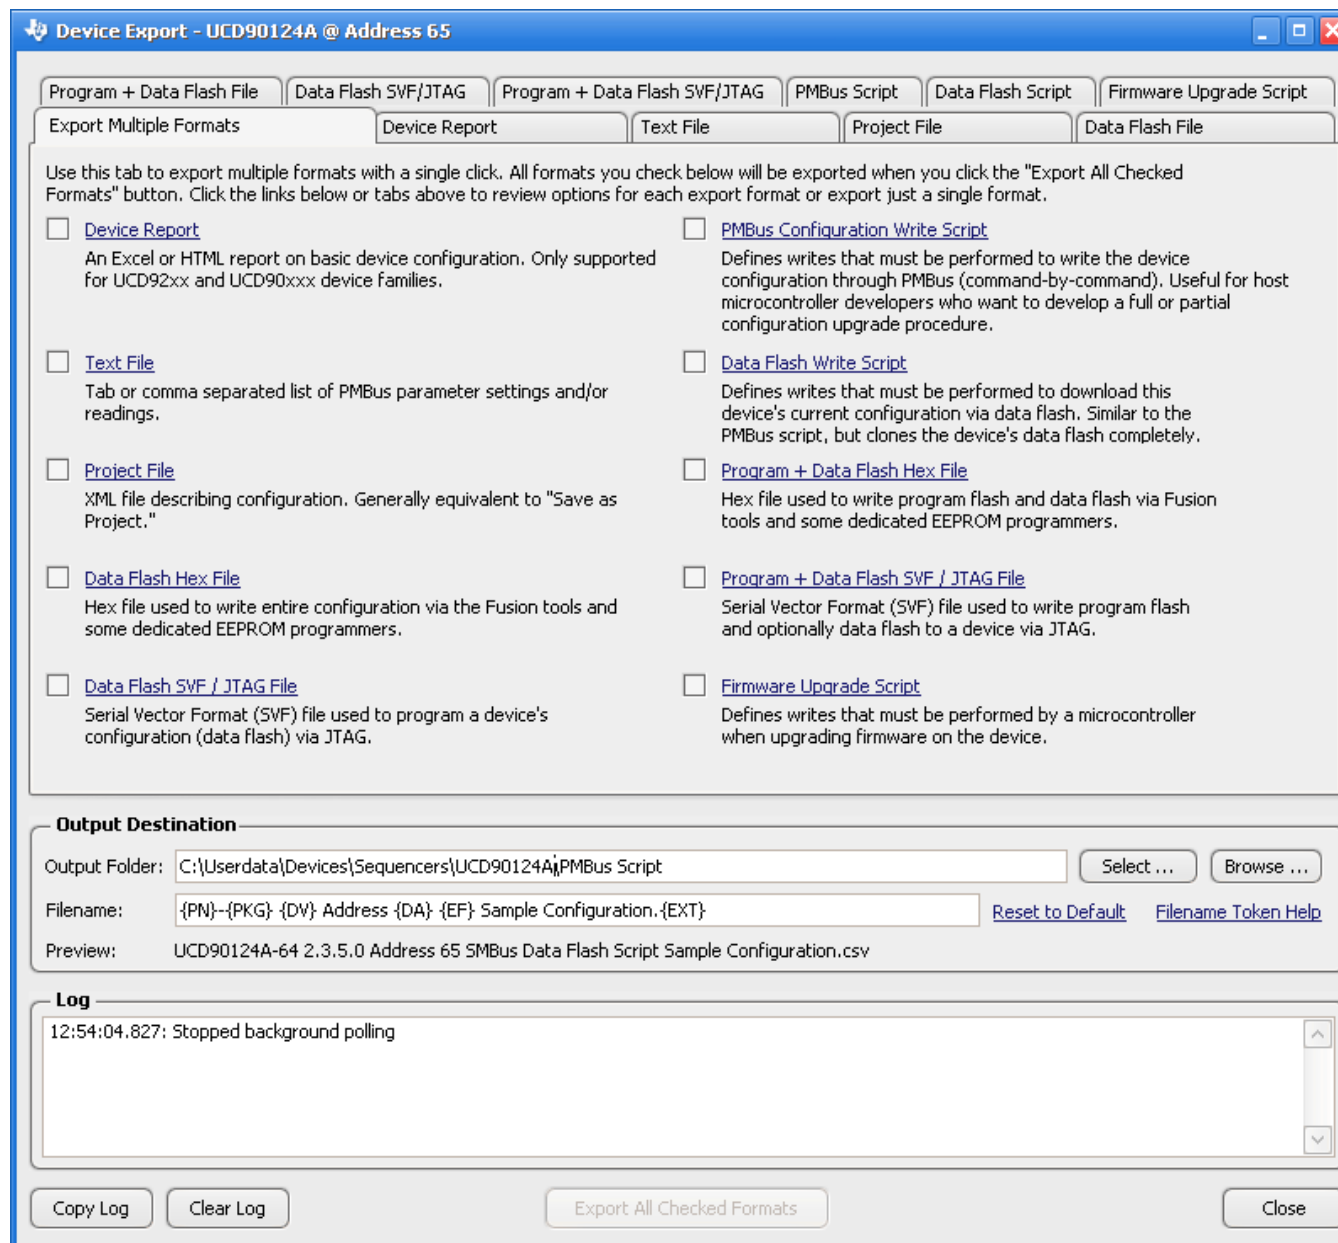 Device Export - UCD90124A @ Address 65
Program + Data Flash File
Data Flash SVF/JTAG
Program + Data Flash SVF/JTAG
PMBus Script
Data Flash Script
Firmware Upgrade Script
Export Multiple Formats
Device Report
Text File
Project File
Data Flash File
Use this tab to export multiple formats with a single click. All formats you check below will be exported when you click the "Export All Checked
Formats" button. Click the links below or tabs above to review options for each export format or export just a single format.
Device Report
An Excel or HTML report on basic device configuration. Only supported
for UCD92xx and UCD90xxx device families.
PMBus Configuration Write Script
Defines writes that must be performed to write the device
configuration through PMBus (command-by-command). Useful for host
microcontroller developers who want to develop a full or partial
configuration upgrade procedure.
Text File
Tab or comma separated list of PMBus parameter settings and/or
readings.
Data Flash Write Script
Defines writes that must be performed to download this
device's current configuration via data flash. Similar to the
PMBus script, but clones the device's data flash completely.
Project File
XML file describing configuration. Generally equivalent to "Save as
Project."
Program + Data Flash Hex File
Hex file used to write program flash and data flash via Fusion
tools and some dedicated EEPROM programmers.
Data Flash Hex File
Hex file used to write entire configuration via the Fusion tools and
some dedicated EEPROM programmers.
Program + Data Flash SVF / JTAG File
Serial Vector Format (SVF) file used to write program flash
and optionally data flash to a device via JTAG.
Data Flash SVF / JTAG File
Serial Vector Format (SVF) file used to program a device's
configuration (data flash) via JTAG.
Firmware Upgrade Script
Defines writes that must be performed by a microcontroller
when upgrading firmware on the device.
Output Destination
Output Folder: C:\Userdata\Devices\Sequencers\UCD90124A\PMBus Script
Select ...
Browse ...
Filename: {PN}-{PKG} {DV} Address {DA} {EF} Sample Configuration.{EXT}
Reset to Default
Filename Token Help
Preview: UCD90124A-64 2.3.5.0 Address 65 SMBus Data Flash Script Sample Configuration.csv
Log
12:54:04.827: Stopped background polling
Copy Log
Clear Log
Export All Checked Formats
Close